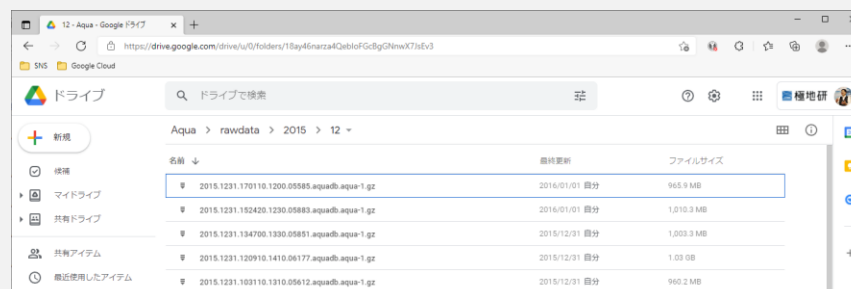 12 - Aqua - Google ドライブ
https://drive.google.com/drive/u/0/folders/18ay46narza4QebIoFGcBgGNnwX7JsEv3
SNS Google Cloud
ドライブ ドライブで検索 極地研
新規 Aqua > rawdata > 2015 > 12
名前 最終更新 ファイルサイズ
候補 2015.1231.170110.1200.05585.aquadb.aqua-1.gz 2016/01/01 自分 965.9 MB
マイドライブ 2015.1231.152420.1230.05883.aquadb.aqua-1.gz 2016/01/01 自分 1,010.3 MB
共有ドライブ 2015.1231.134700.1330.05851.aquadb.aqua-1.gz 2015/12/31 自分 1,003.3 MB
共有アイテム 2015.1231.120910.1410.06177.aquadb.aqua-1.gz 2015/12/31 自分 1.03 GB
最近使用したアイテム 2015.1231.103110.1310.05612.aquadb.aqua-1.gz 2015/12/31 自分 960.2 MB